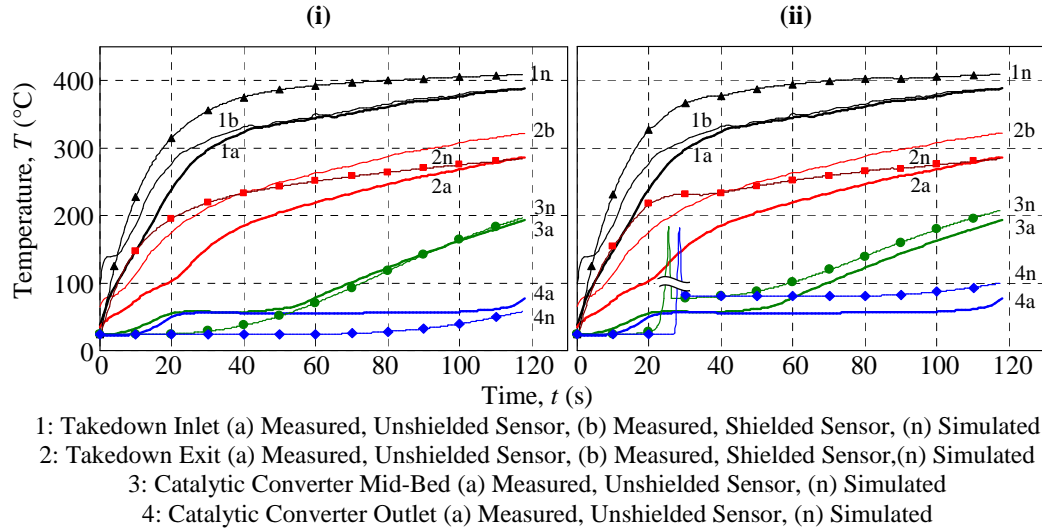 (i) (ii)
Temperature, T (°C)
400
300
200
100
0
1n
1b
1a
2b
2n
2a
3n
3a
4a
4n
0 20 40 60 80 100 120
1n
1b
1a
2b
2n
2a
3n
3a
4n
4a
0 20 40 60 80 100 120
Time, t (s)
1: Takedown Inlet (a) Measured, Unshielded Sensor, (b) Measured, Shielded Sensor, (n) Simulated
2: Takedown Exit (a) Measured, Unshielded Sensor, (b) Measured, Shielded Sensor,(n) Simulated
3: Catalytic Converter Mid-Bed (a) Measured, Unshielded Sensor, (n) Simulated
4: Catalytic Converter Outlet (a) Measured, Unshielded Sensor, (n) Simulated